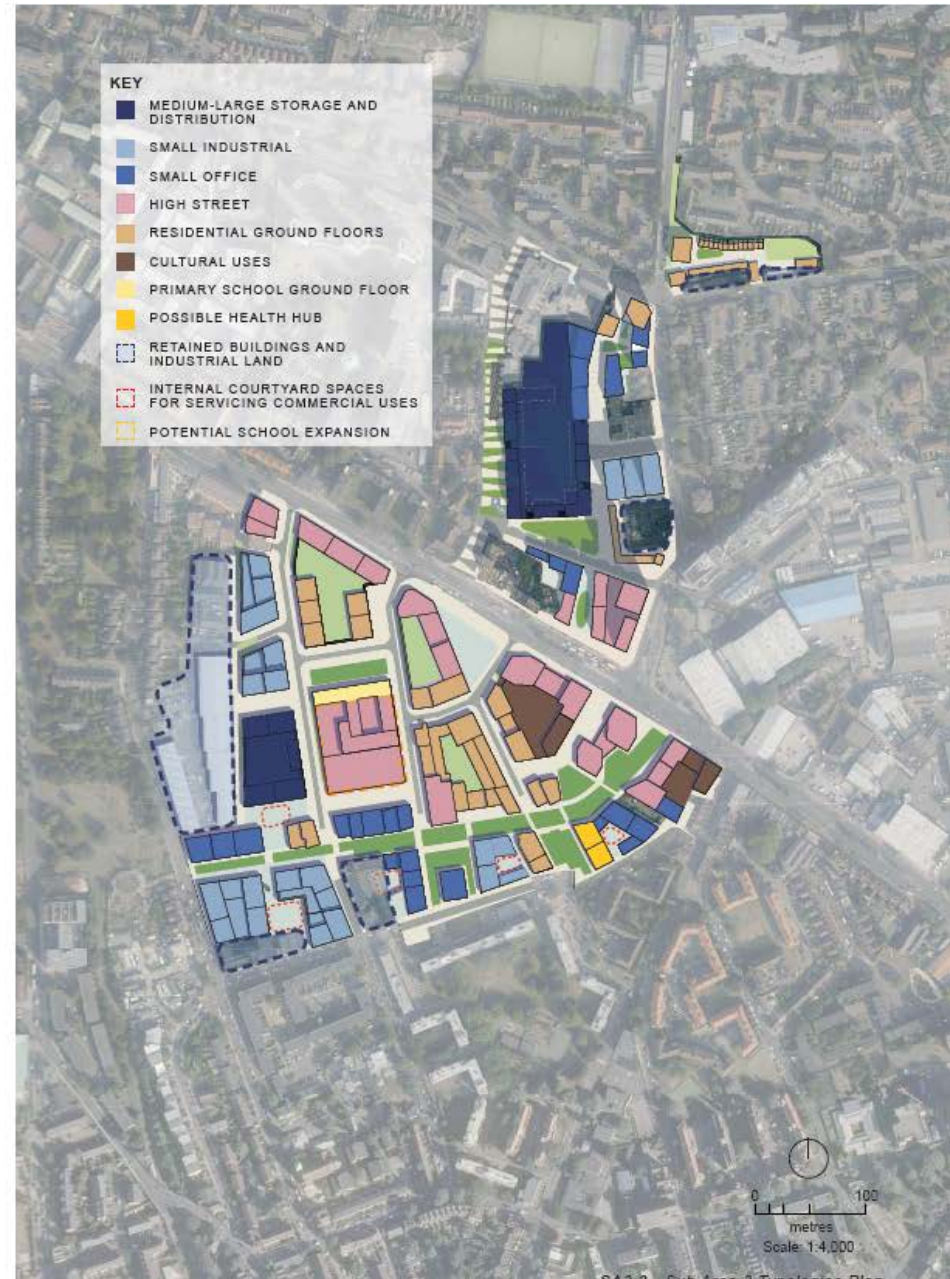 KEY
MEDIUM-LARGE STORAGE AND
DISTRIBUTION
SMALL INDUSTRIAL
SMALL OFFICE
HIGH STREET
RESIDENTIAL GROUND FLOORS
CULTURAL USES
PRIMARY SCHOOL GROUND FLOOR
POSSIBLE HEALTH HUB
RETAINED BUILDINGS AND
INDUSTRIAL LAND
INTERNAL COURTYARD SPACES
FOR SERVICING COMMERCIAL USES
POTENTIAL SCHOOL EXPANSION
0 100
metres
Scale: 1:4,000